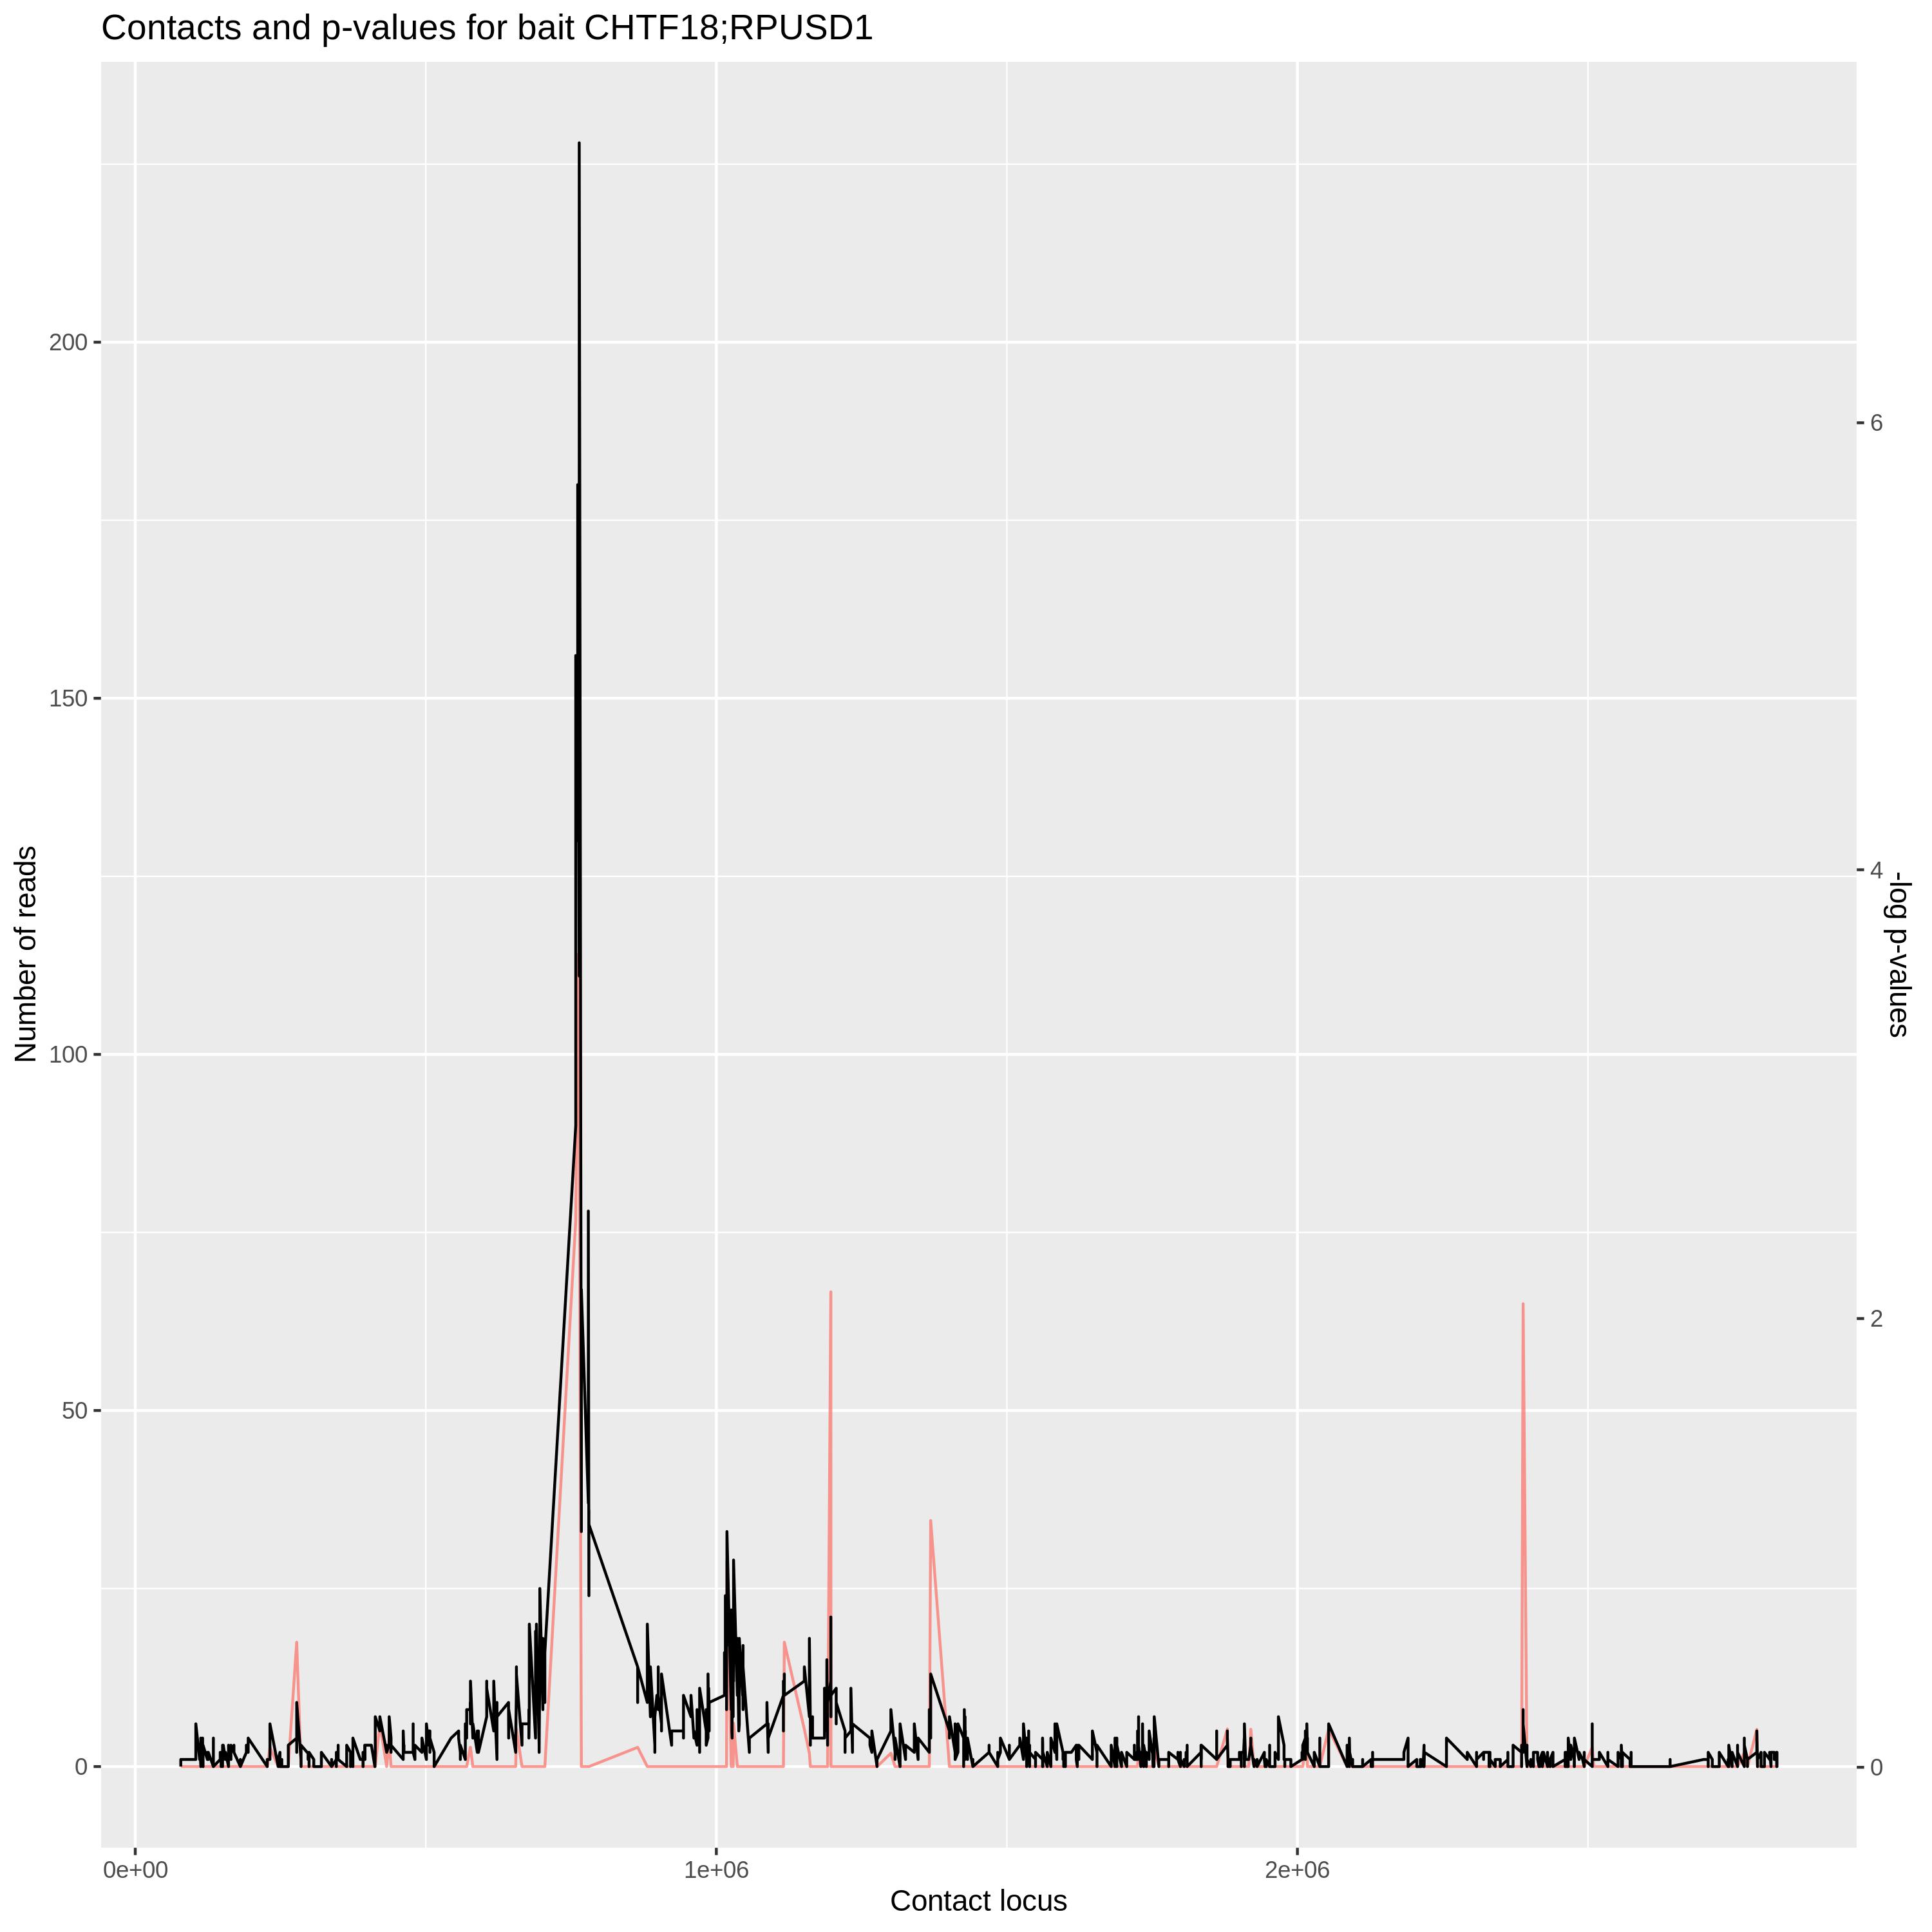 Contacts and p-values for bait CHTF18;RPUSD1
Number of reads
200
150
100
50
0
6
4
2
0
-log p-values
0e+00
1e+06
2e+06
Contact locus